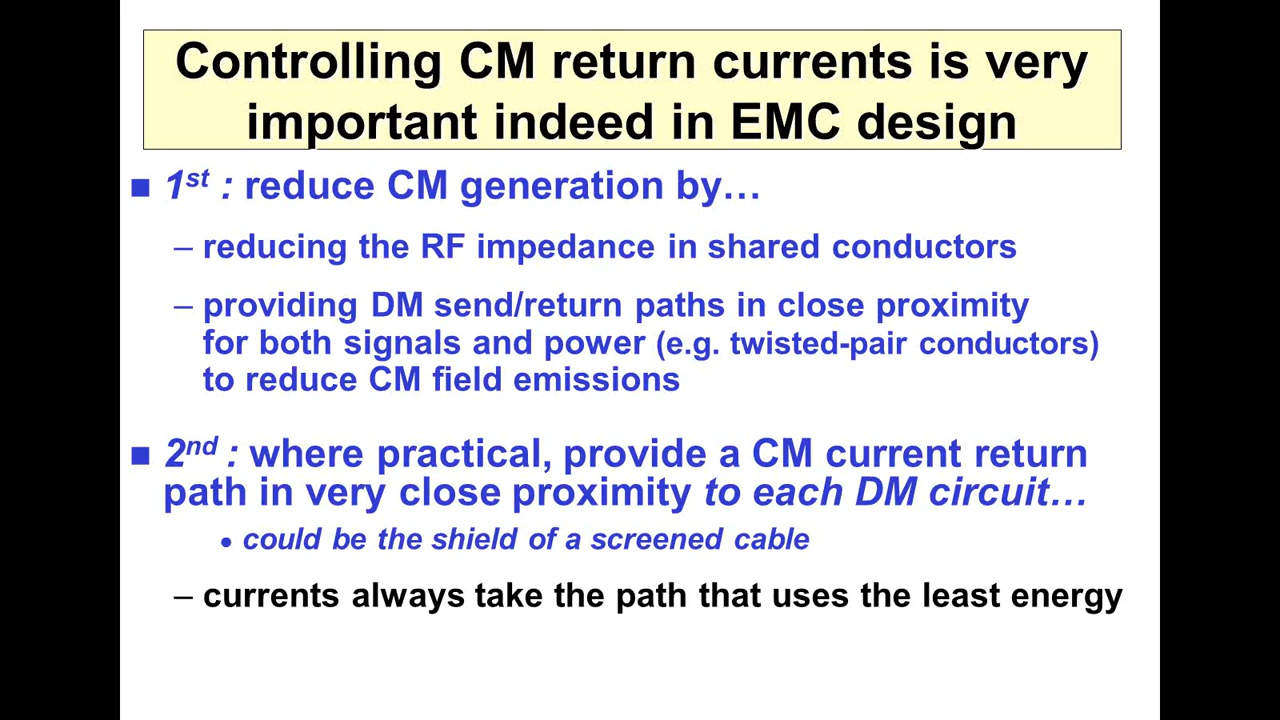 Controlling CM return currents is very
important indeed in EMC design
■ 1st : reduce CM generation by…
– reducing the RF impedance in shared conductors
– providing DM send/return paths in close proximity
for both signals and power (e.g. twisted-pair conductors)
to reduce CM field emissions
■ 2nd : where practical, provide a CM current return
path in very close proximity to each DM circuit…
• could be the shield of a screened cable
– currents always take the path that uses the least energy